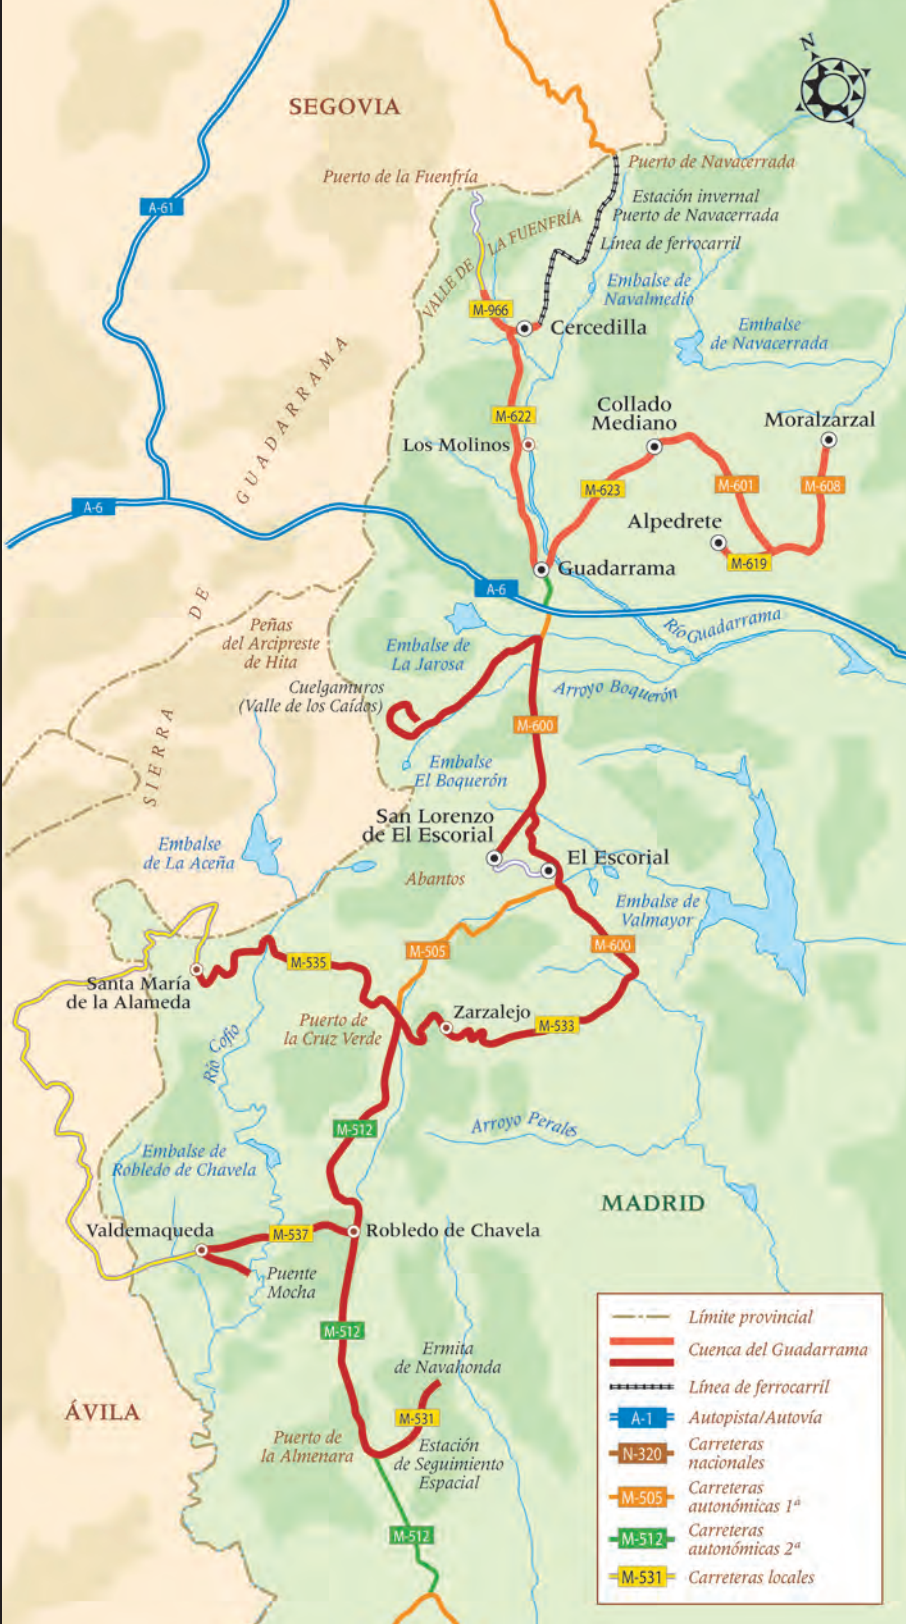 N
SEGOVIA
Puerto de Navacerrada
Puerto de la Fuenfría
Estación invernal
Puerto de Navacerrada
A-61
VALLE DE LA FUENFRÍA
Línea de ferrocarril
Embalse de
Navalmedio
M-966
Cercedilla
Embalse
de Navacerrada
SIERRA DE GUADARRAMA
M-622
Collado
Mediano
Moralzarzal
Los Molinos
M-623
M-601
M-608
A-6
Alpedrete
M-619
Guadarrama
A-6
Río Guadarrama
Peñas
del Arcipreste
de Hita
Embalse de
La Jarosa
Cuelgamuros
(Valle de los Caídos)
Arroyo Boquerón
M-600
Embalse
El Boquerón
San Lorenzo
de El Escorial
Embalse
de La Aceña
El Escorial
Abantos
Embalse de
Valmayor
M-505
M-600
M-535
Santa María
de la Alameda
Zarzalejo
Puerto de
la Cruz Verde
M-533
Río Cofio
M-512
Arroyo Perales
Embalse de
Robledo de Chavela
MADRID
Valdemaqueda
M-537
Robledo de Chavela
Puente
Mocha
M-512
Ermita
de Navahonda
ÁVILA
M-531
Puerto de
la Almenara
Estación
de Seguimiento
Espacial
M-512
Límite provincial
Cuenca del Guadarrama
Línea de ferrocarril
A-1 Autopista/Autovía
N-320 Carreteras
nacionales
M-505 Carreteras
autonómicas 1ª
M-512 Carreteras
autonómicas 2ª
M-531 Carreteras locales